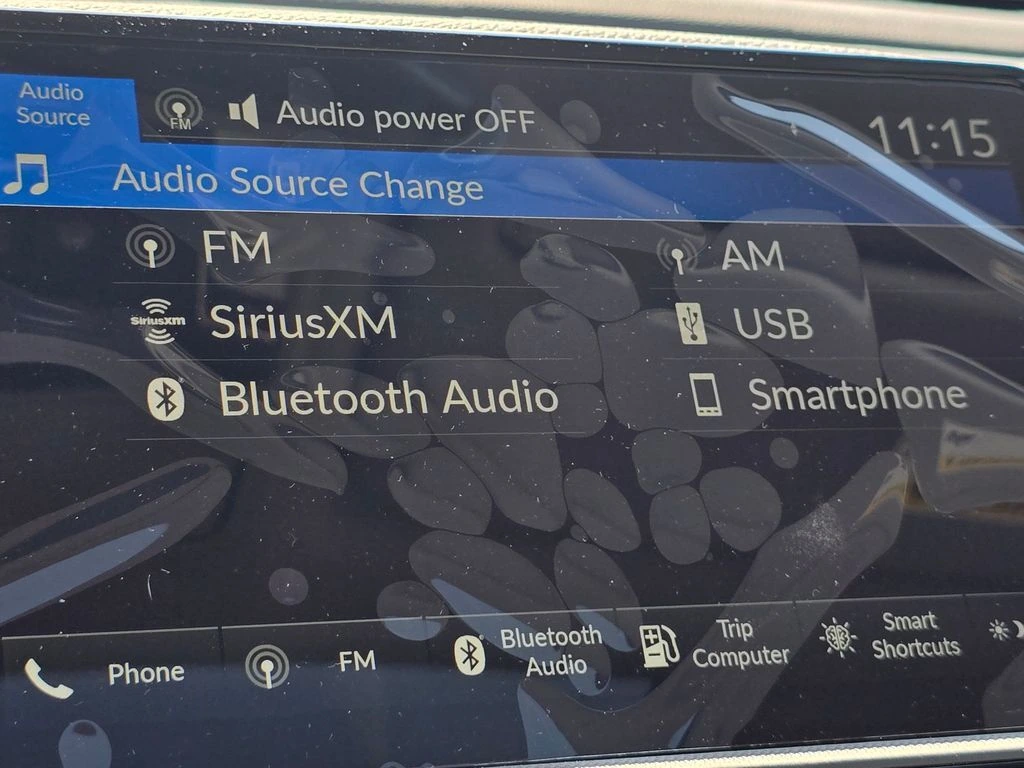 Audio
Source
FM
Audio power OFF
11:15
Audio Source Change
FM
AM
SiriusXM
SiriusXM
USB
Bluetooth Audio
Smartphone
Phone
FM
Bluetooth
Audio
Trip
Computer
Smart
Shortcuts